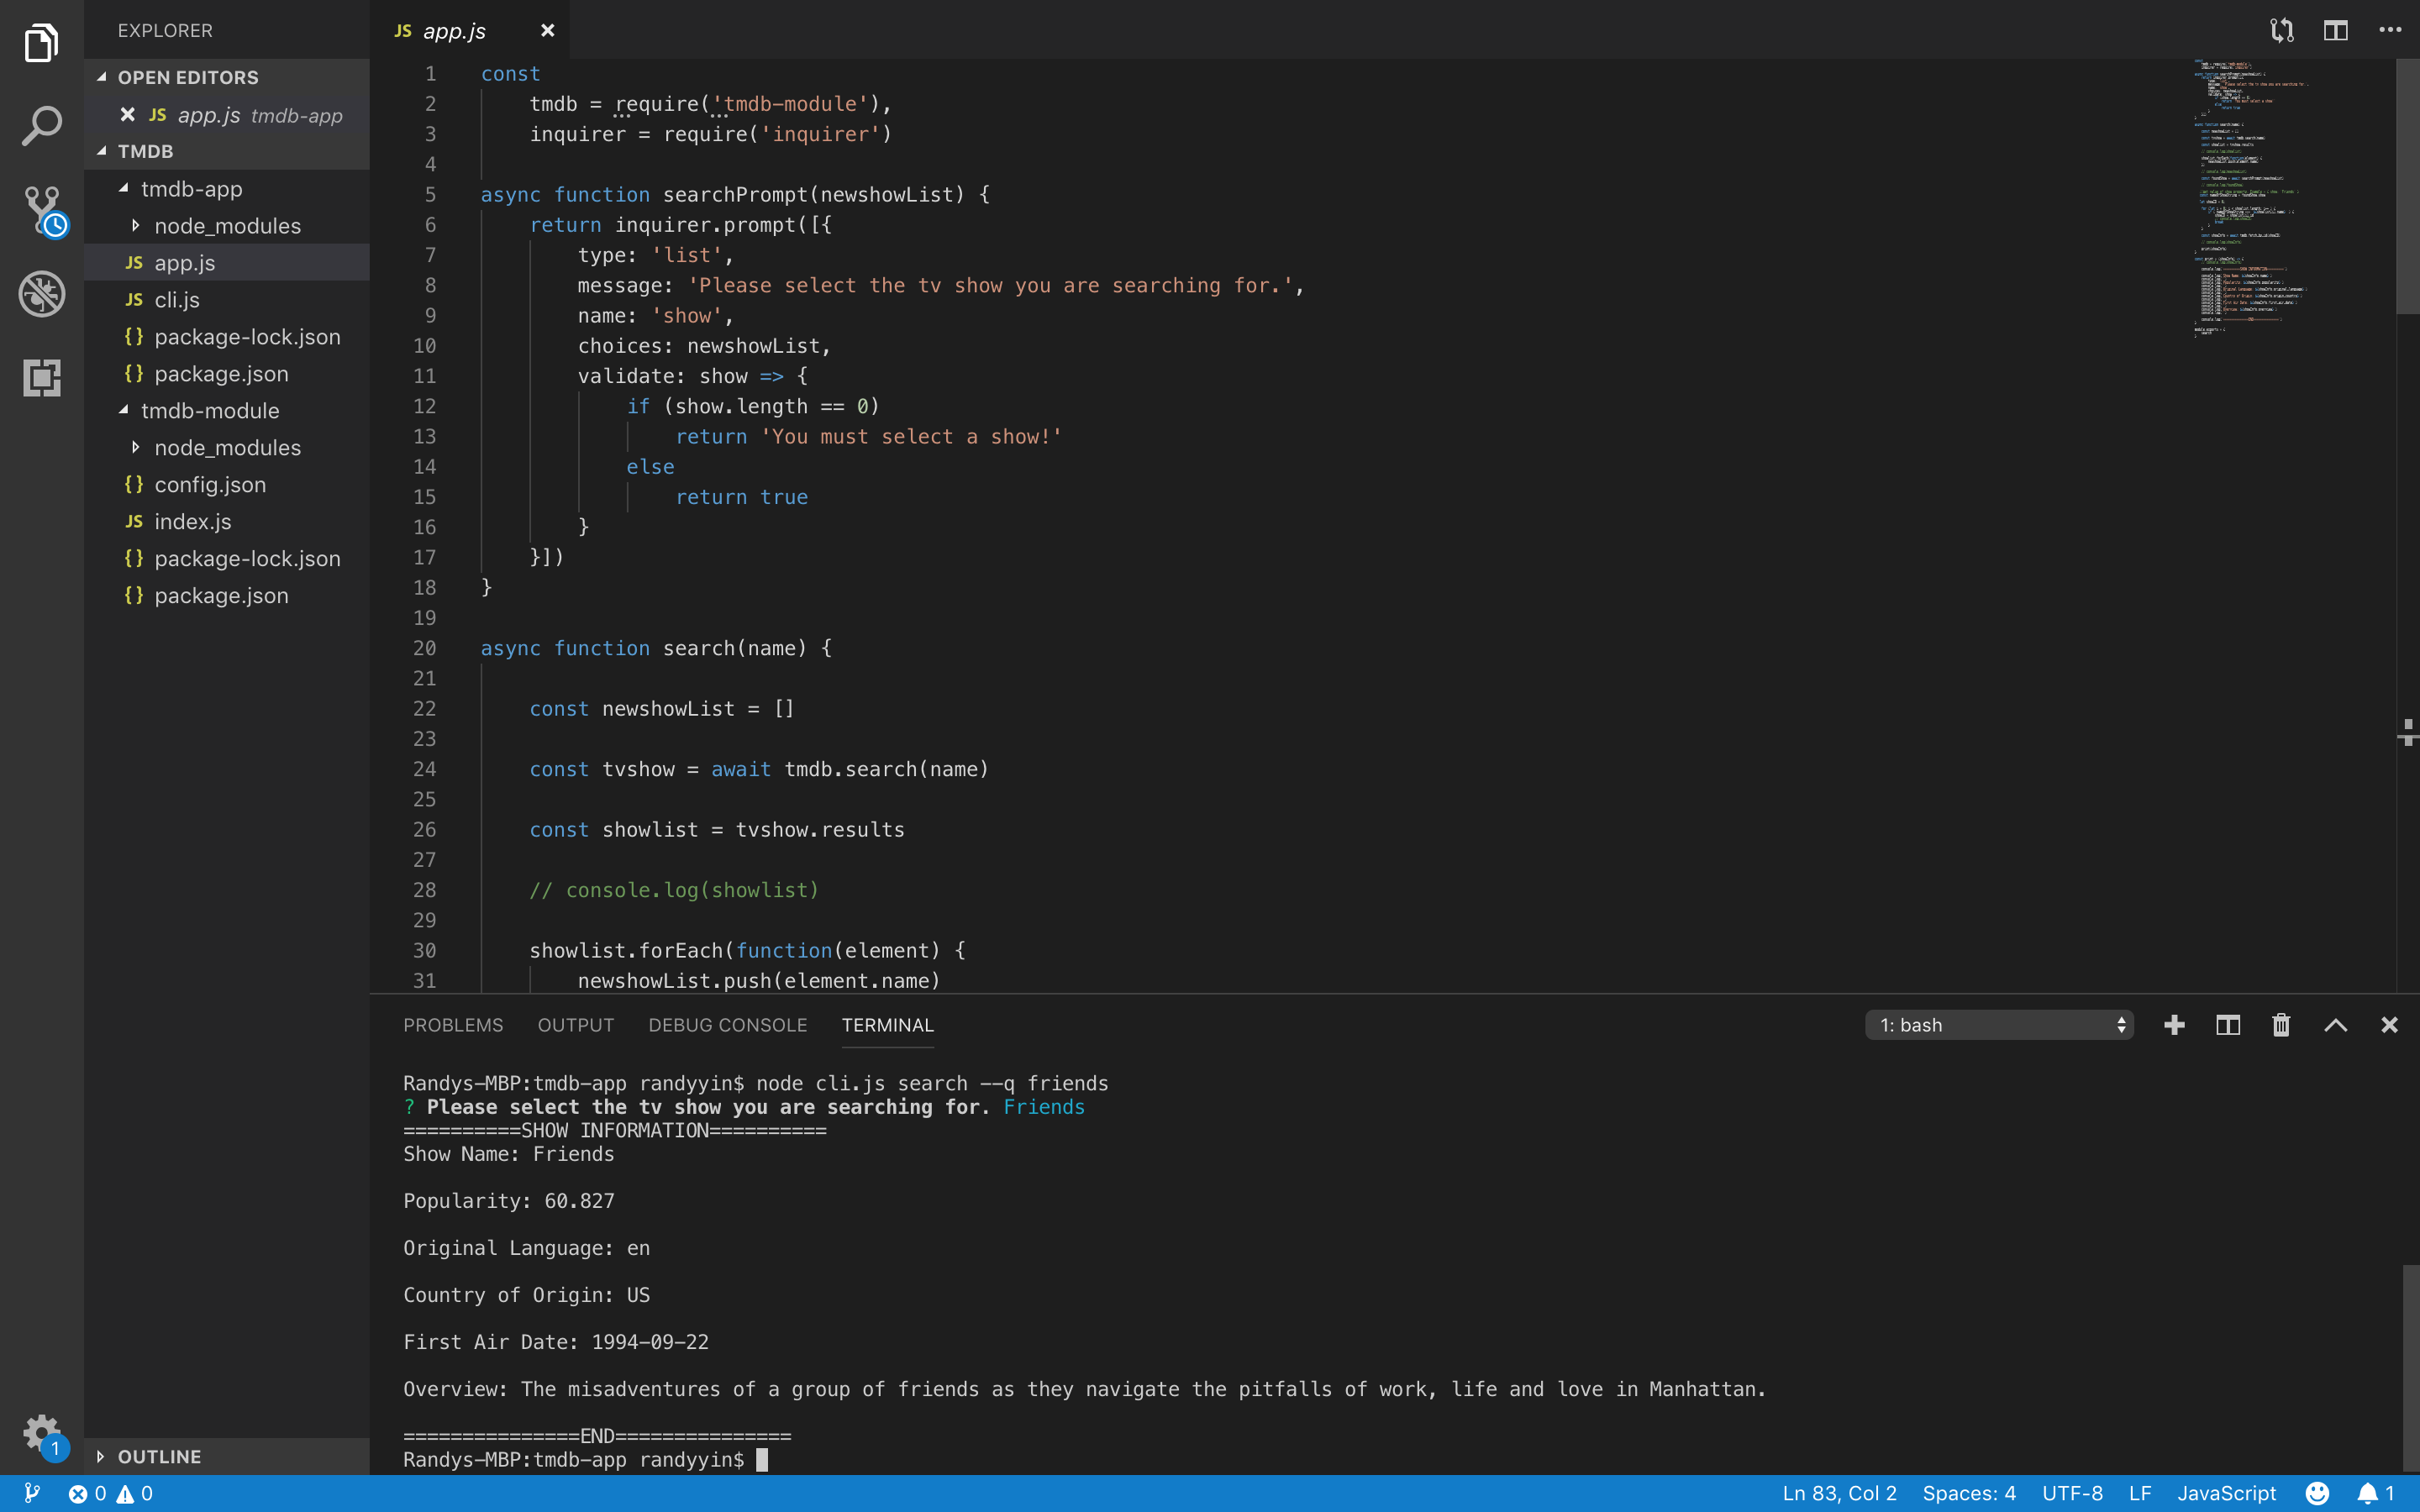 EXPLORER
OPEN EDITORS
JS app.js tmdb-app
TMDB
tmdb-app
node_modules
JS app.js
JS cli.js
{} package-lock.json
{} package.json
tmdb-module
node_modules
{} config.json
JS index.js
{} package-lock.json
{} package.json
OUTLINE
1
JS app.js
1 const
2 tmdb = require('tmdb-module'),
3 inquirer = require('inquirer')
4
5 async function searchPrompt(newshowList) {
6 return inquirer.prompt([{
7 type: 'list',
8 message: 'Please select the tv show you are searching for.',
9 name: 'show',
10 choices: newshowList,
11 validate: show => {
12 if (show.length == 0)
13 return 'You must select a show!'
14 else
15 return true
16 }
17 }])
18 }
19
20 async function search(name) {
21
22 const newshowList = []
23
24 const tvshow = await tmdb.search(name)
25
26 const showlist = tvshow.results
27
28 // console.log(showlist)
29
30 showlist.forEach(function(element) {
31 newshowList.push(element.name)
PROBLEMS OUTPUT DEBUG CONSOLE TERMINAL 1: bash
Randys-MBP:tmdb-app randyyin$ node cli.js search --q friends
? Please select the tv show you are searching for. Friends
==========SHOW INFORMATION==========
Show Name: Friends
Popularity: 60.827
Original Language: en
Country of Origin: US
First Air Date: 1994-09-22
Overview: The misadventures of a group of friends as they navigate the pitfalls of work, life and love in Manhattan.
===============END===============
Randys-MBP:tmdb-app randyyin$
0 0 Ln 83, Col 2 Spaces: 4 UTF-8 LF JavaScript 1